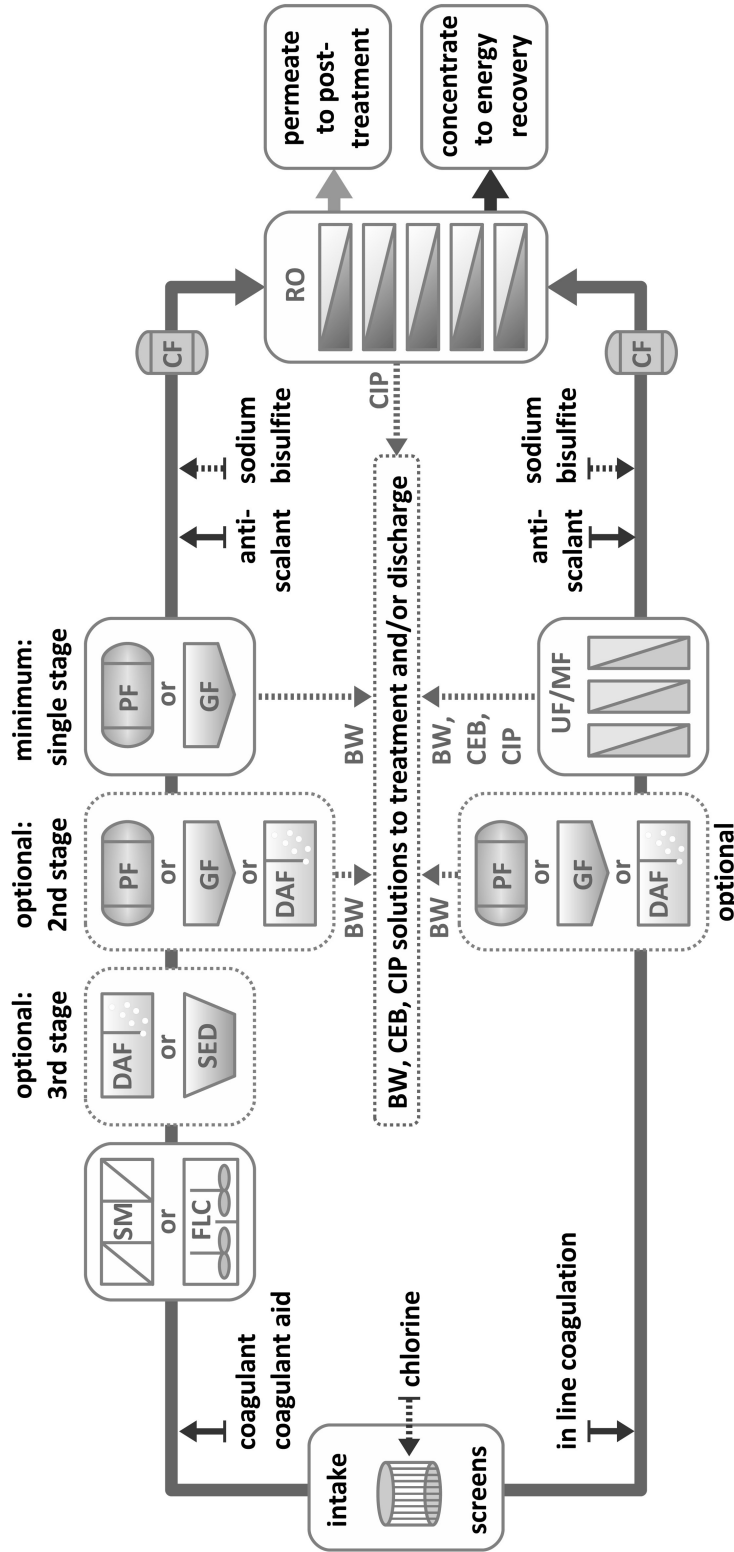 intake
screens
chlorine
coagulant
coagulant aid
SM
or
FLC
optional:
3rd stage
DAF
or
SED
optional:
2nd stage
PF
or
GF
or
DAF
BW
minimum:
single stage
PF
or
GF
BW
anti-
scalant
sodium
bisulfite
CF
BW, CEB, CIP solutions to treatment and/or discharge
CIP
RO
permeate
to post-
treatment
concentrate
to energy
recovery
in line coagulation
BW
PF
or
GF
or
DAF
optional
BW,
CEB,
CIP
UF/MF
anti-
scalant
sodium
bisulfite
CF